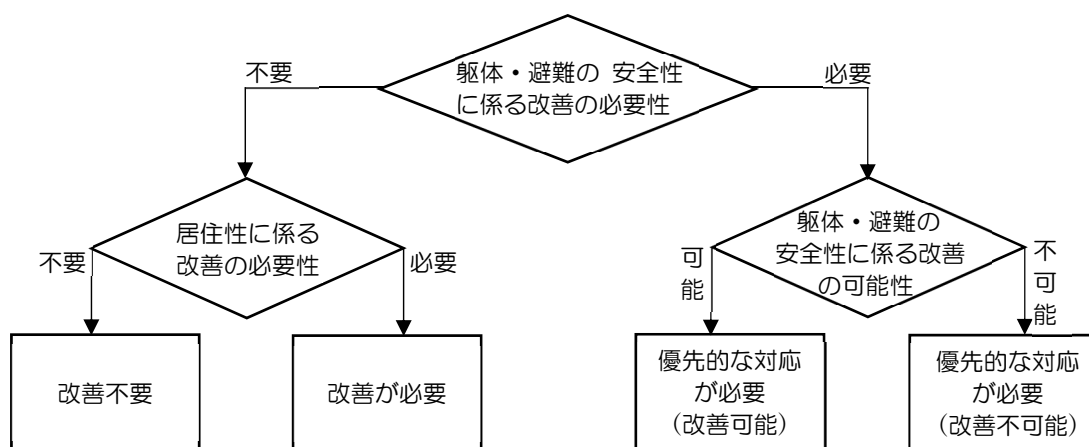 躯体・避難の 安全性
に係る改善の必要性
不要
必要
居住性に係る
改善の必要性
不要
必要
躯体・避難の
安全性に係る改善
の可能性
可能
不可能
改善不要
改善が必要
優先的な対応
が必要
（改善可能）
優先的な対応
が必要
（改善不可能）